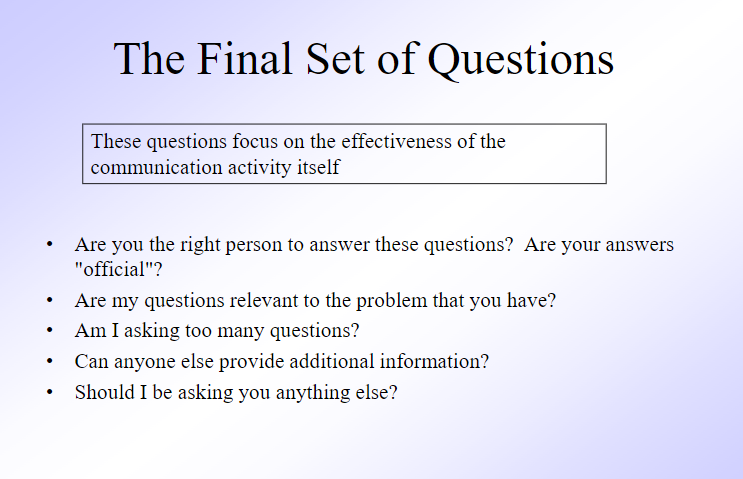 The Final Set of Questions
These questions focus on the effectiveness of the
communication activity itself
• Are you the right person to answer these questions?  Are your answers
"official"?
• Are my questions relevant to the problem that you have?
• Am I asking too many questions?
• Can anyone else provide additional information?
• Should I be asking you anything else?